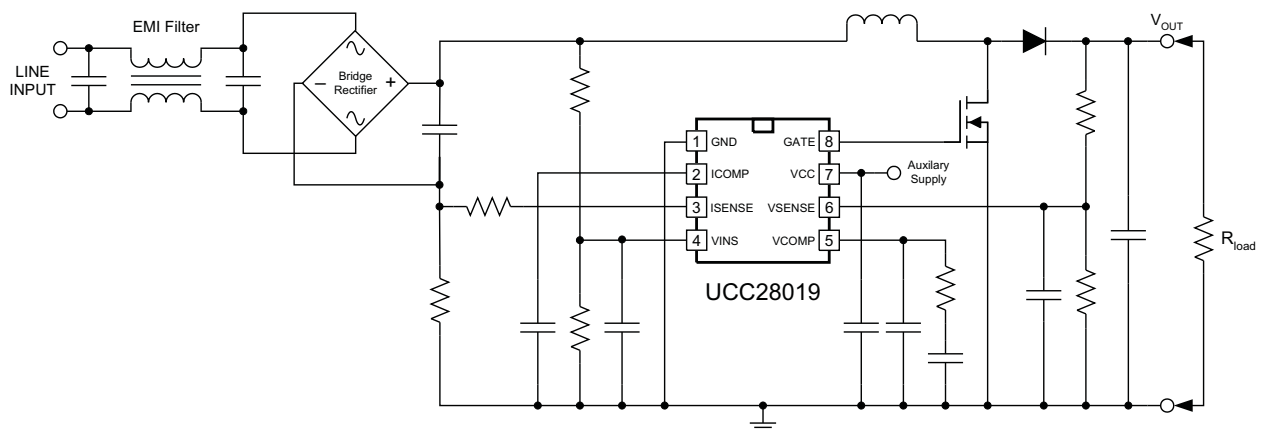 EMI Filter
LINE
INPUT
Bridge
Rectifier
−
+
V_OUT
1 GND
GATE 8
2 ICOMP
VCC 7
Auxilary
Supply
3 ISENSE
VSENSE 6
4 VINS
VCOMP 5
R_load
UCC28019